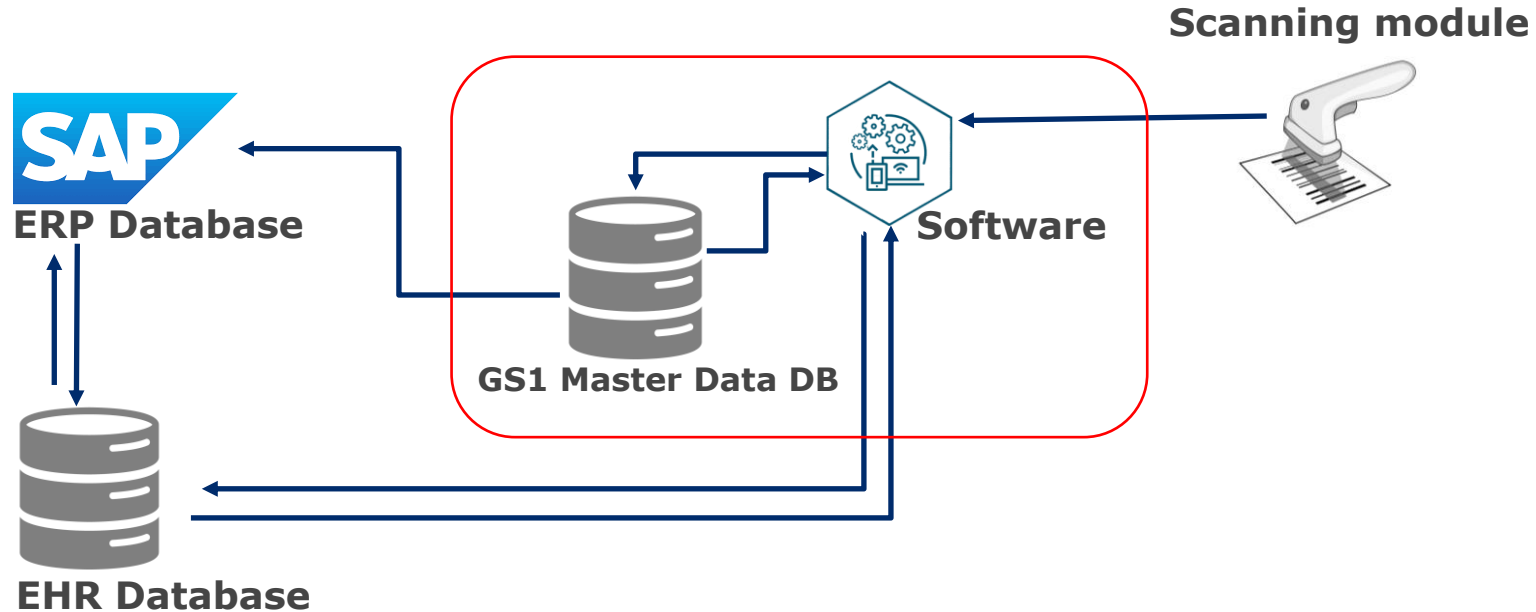 Scanning module
SAP
ERP Database
Software
GS1 Master Data DB
EHR Database